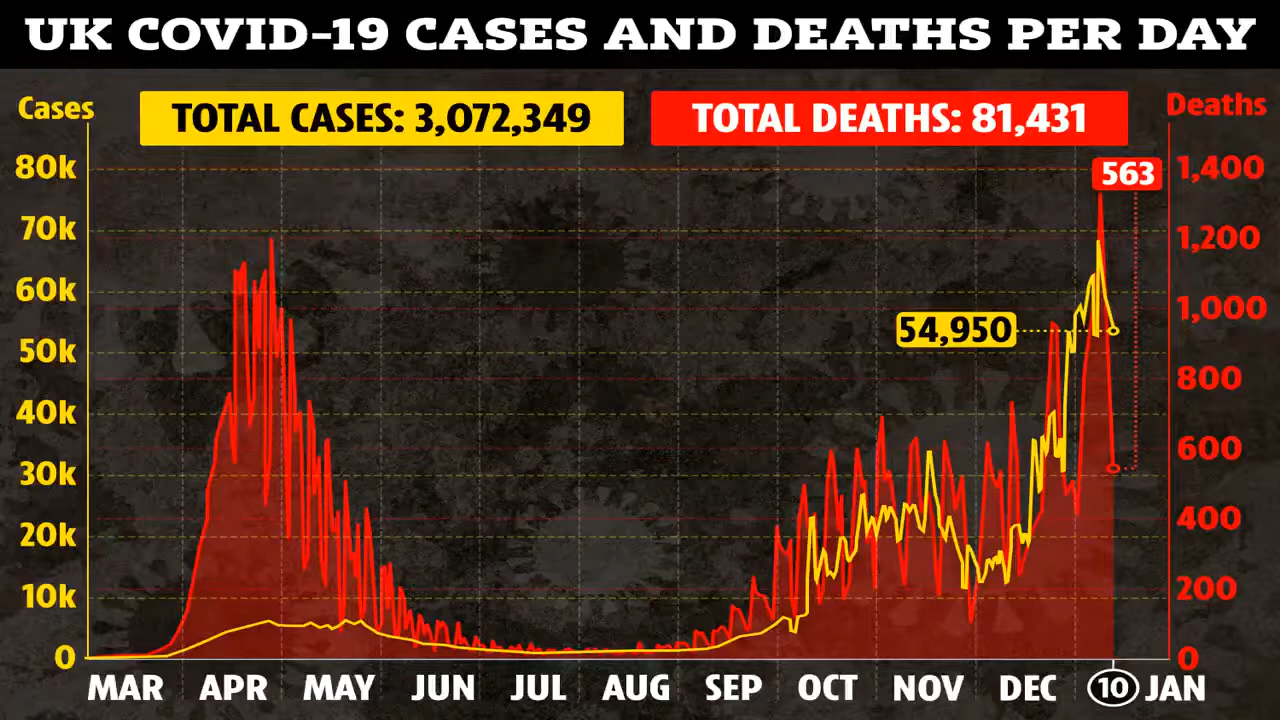 UK COVID-19 CASES AND DEATHS PER DAY
Cases
TOTAL CASES: 3,072,349
TOTAL DEATHS: 81,431
Deaths
80k
70k
60k
50k
40k
30k
20k
10k
0
563
54,950
1,400
1,200
1,000
800
600
400
200
0
MAR APR MAY JUN JUL AUG SEP OCT NOV DEC 10 JAN